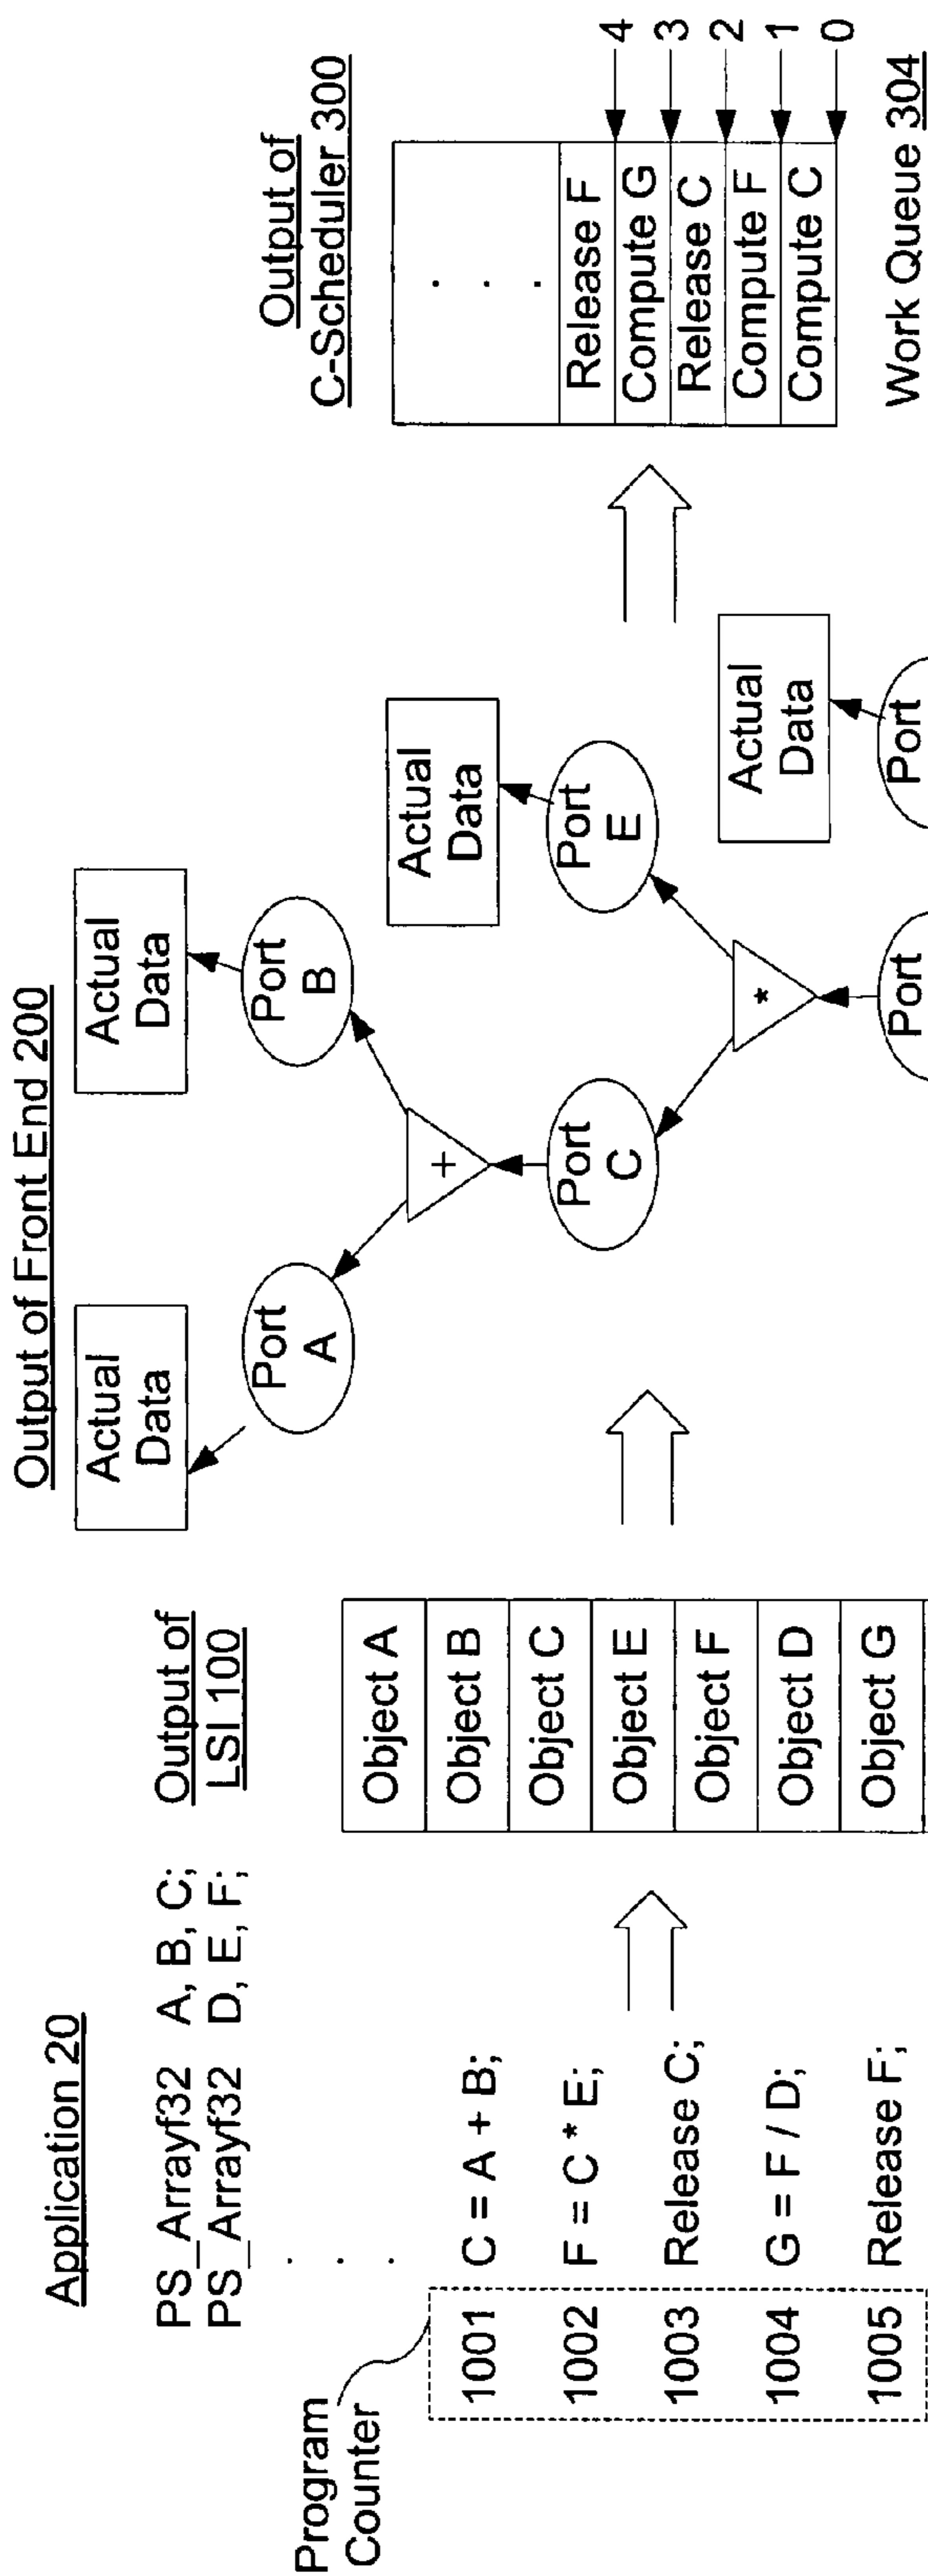 Application 20
PS_Arrayf32 A, B, C;
PS_Arrayf32 D, E, F;
.
.
.
Program
Counter
1001 C = A + B;
1002 F = C * E;
1003 Release C;
1004 G = F / D;
1005 Release F;
Output of
LSI 100
Object A
Object B
Object C
Object E
Object F
Object D
Object G
Output of Front End 200
Actual
Data
Actual
Data
Port
A
Port
B
+
Actual
Data
Port
C
Port
E
*
Actual
Data
Port
Port
Output of
C-Scheduler 300
.
.
.
Release F
Compute G 4
Release C 3
Compute F 2
Compute C 1
0
Work Queue 304